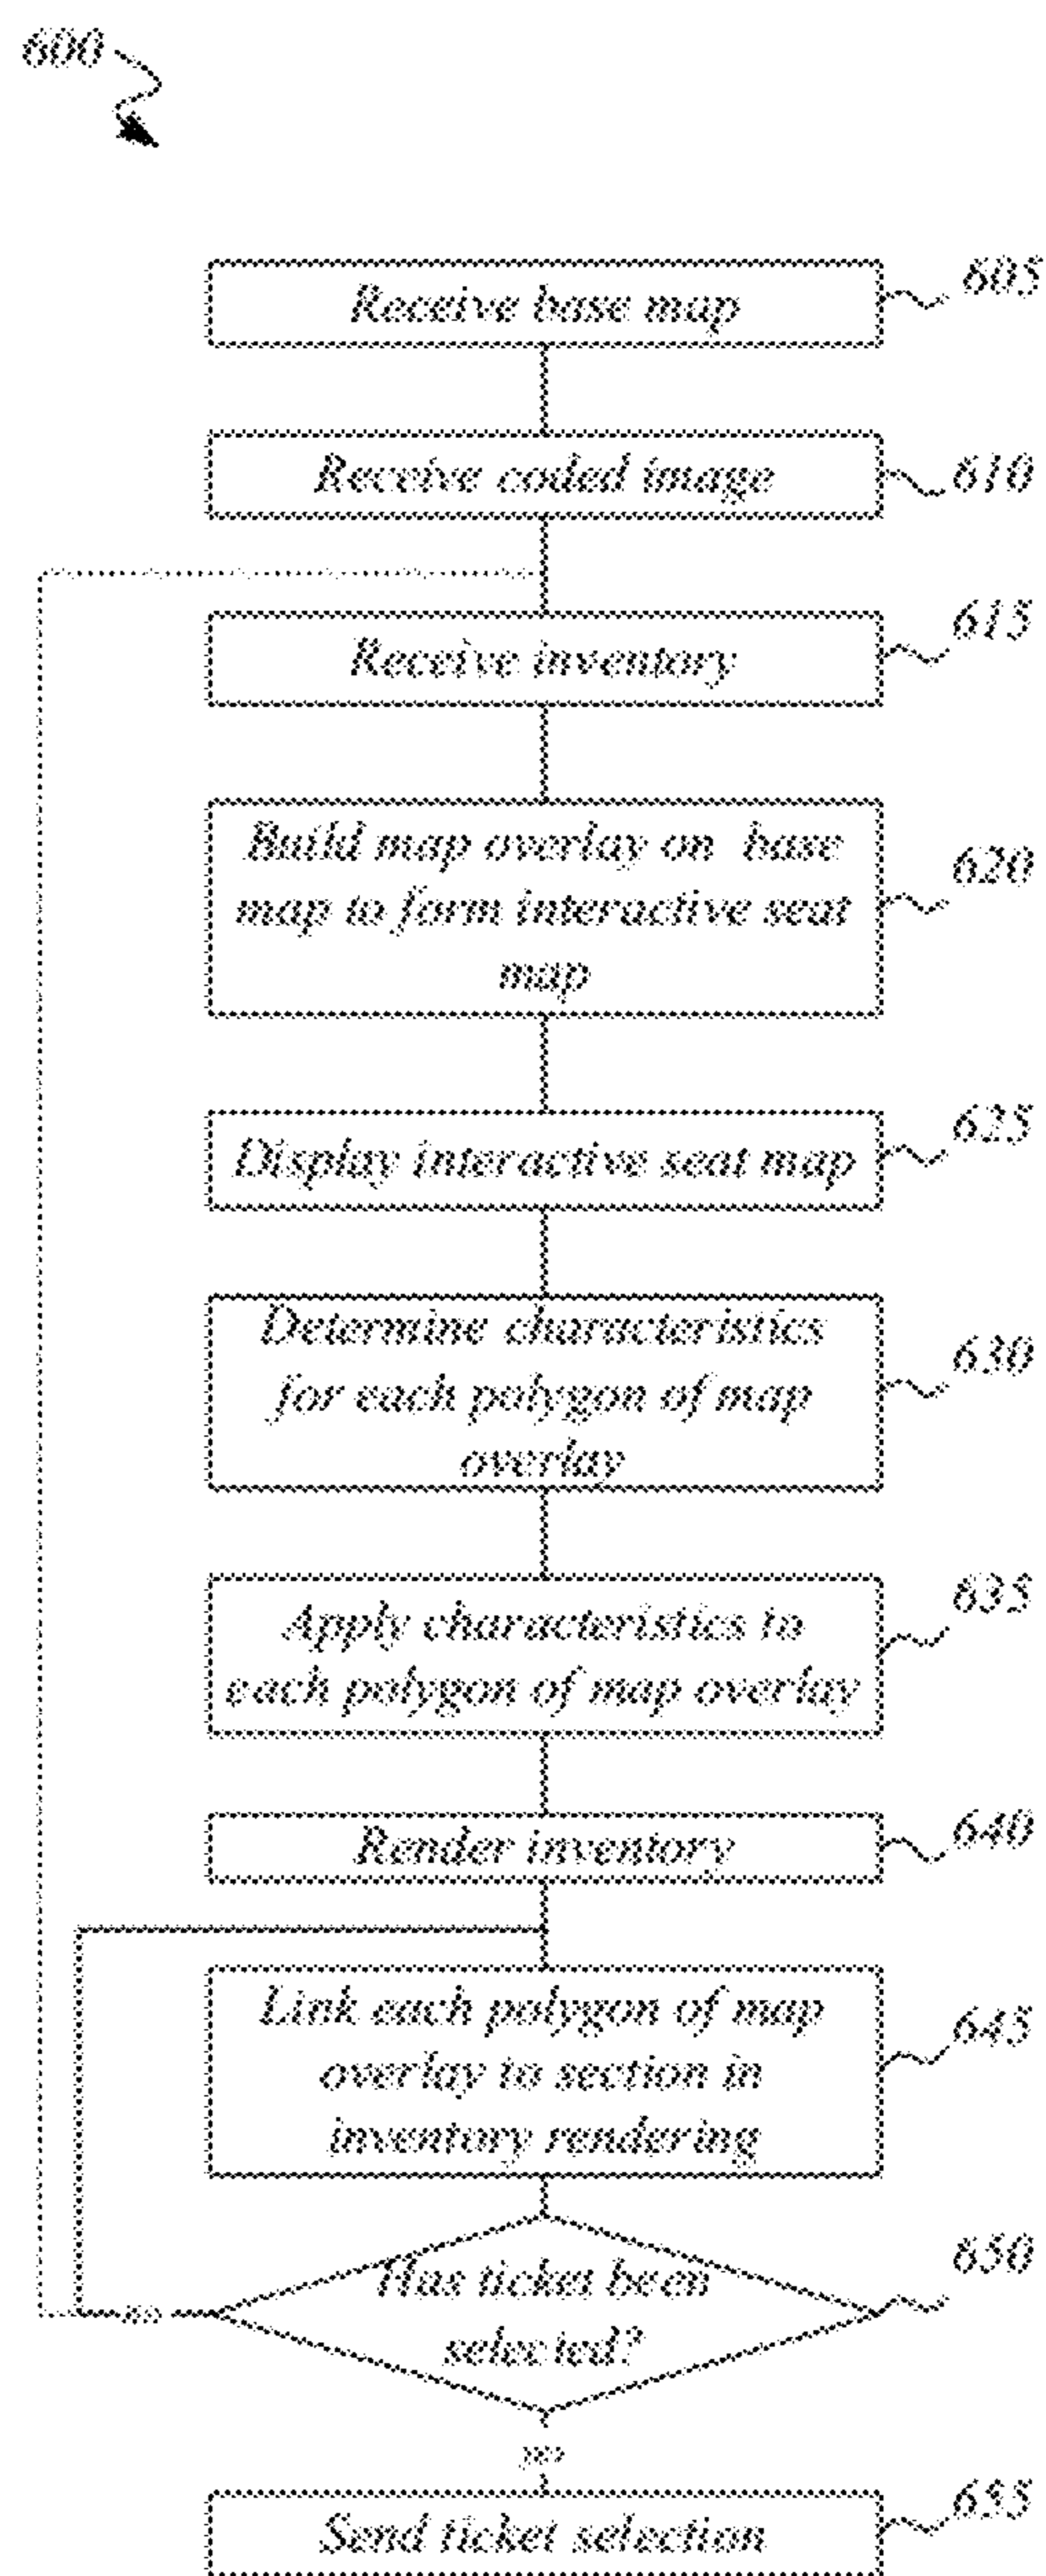 600
Receive base map
605
Receive coded image
610
Receive inventory
615
Build map overlay on base
map to form interactive seat
map
620
Display interactive seat map
625
Determine characteristics
for each polygon of map
overlay
630
Apply characteristics to
each polygon of map overlay
635
Render inventory
640
Link each polygon of map
overlay to section in
inventory rendering
645
Has ticket been
selected?
650
no
yes
Send ticket selection
655